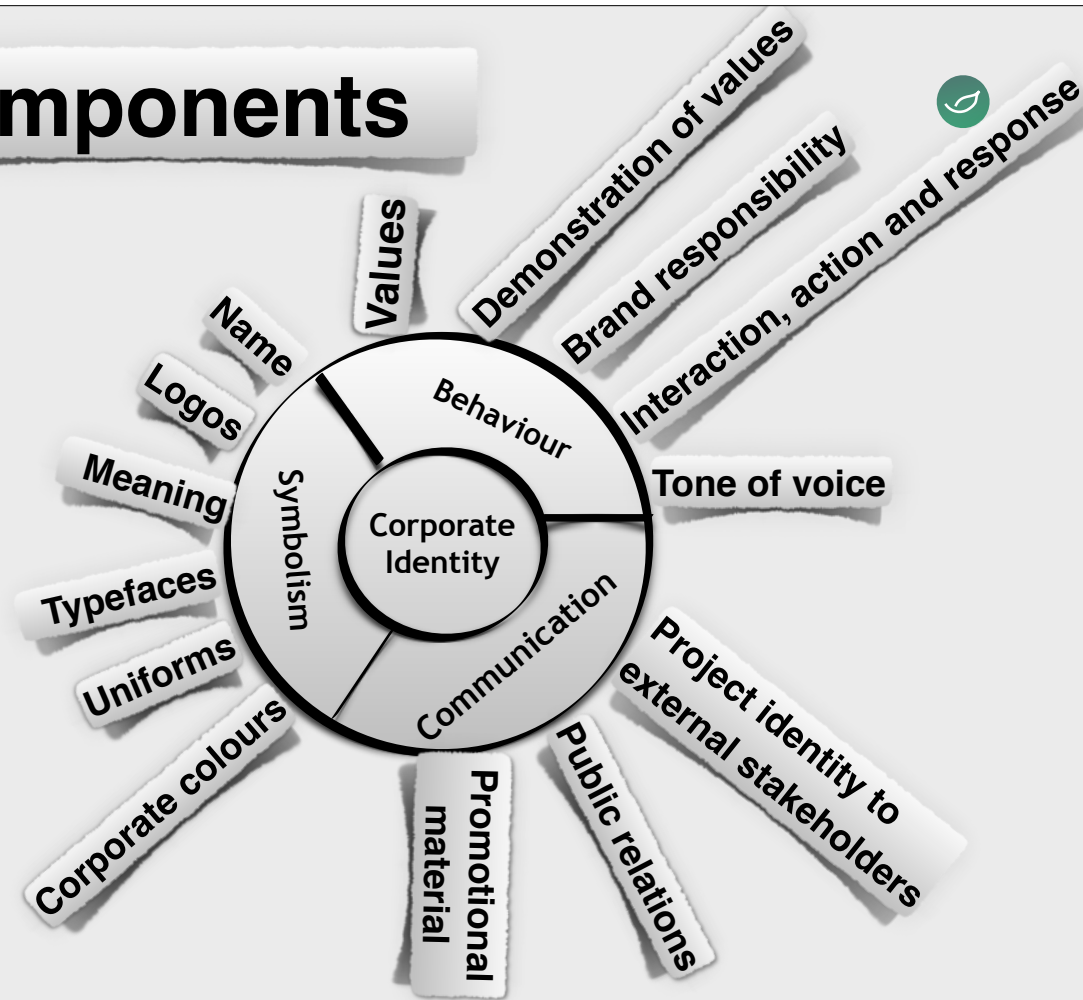 mponents
Values
Demonstration of values
Brand responsibility
Interaction, action and response
Name
Logos
Meaning
Typefaces
Uniforms
Corporate colours
Behaviour
Symbolism
Corporate
Identity
Communication
Tone of voice
Project identity to
external stakeholders
Public relations
Promotional
material